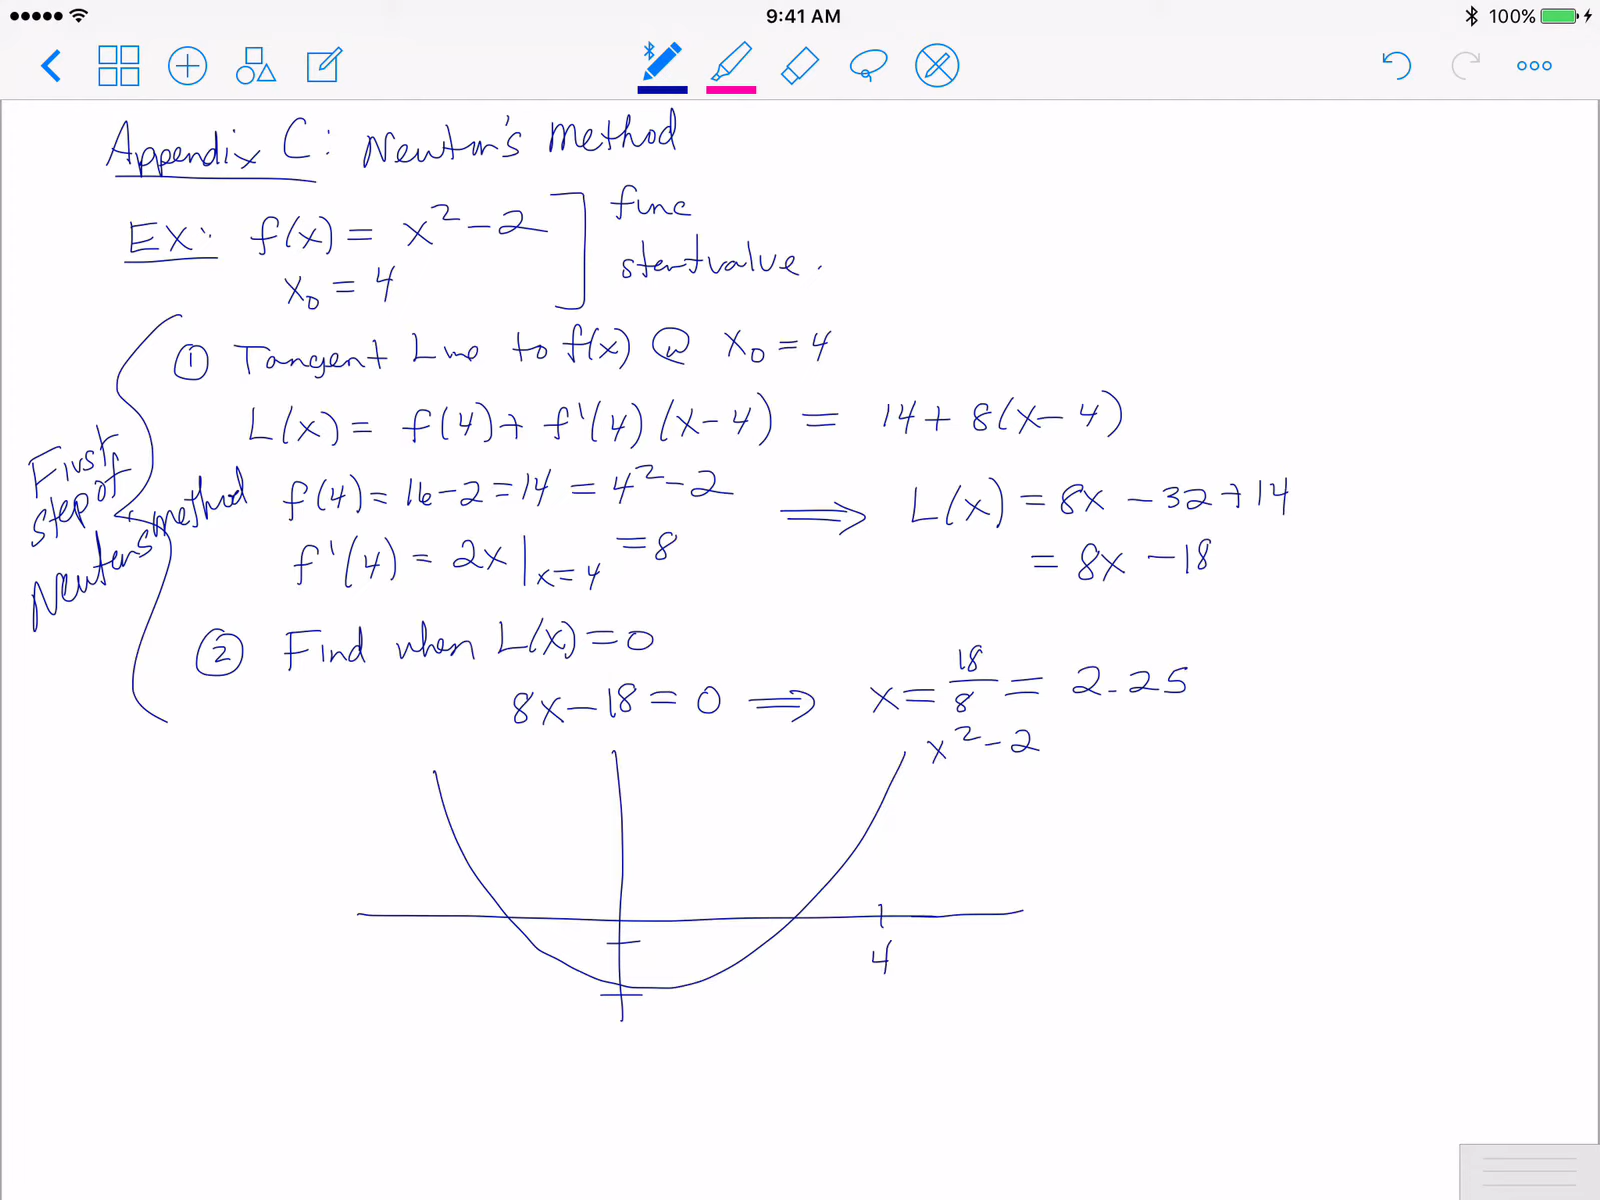 9:41 AM
100%
Appendix C: Newton's Method
EX: f(x) = x² - 2
x₀ = 4
func
startvalue.
① Tangent Line to f(x) @ x₀ = 4
L(x) = f(4) + f'(4) (x-4) = 14 + 8(x-4)
f(4) = 16-2 = 14 = 4² - 2
f'(4) = 2x |x=4 = 8
⟹ L(x) = 8x - 32 + 14
= 8x - 18
First
step of
Newtons method
② Find when L(x) = 0
8x - 18 = 0 ⟹ x = 18/8 = 2.25
x² - 2
4